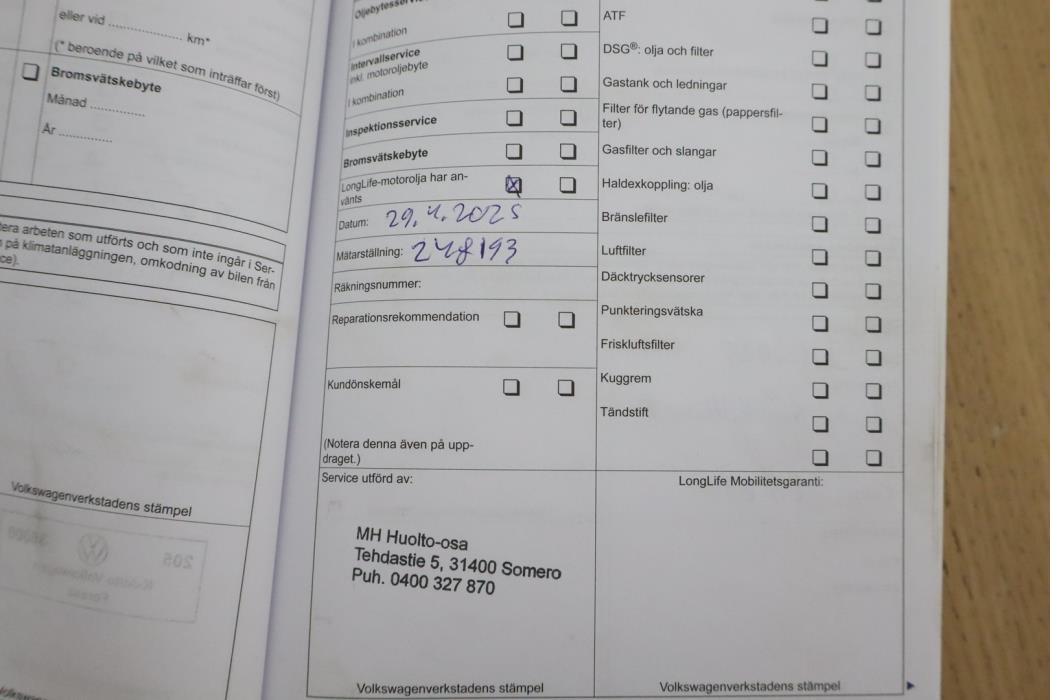 eller vid .................... km*
(* beroende på vilket som inträffar först)
Bromsvätskebyte
Månad ...............
År ...............
tera arbeten som utförts och som inte ingår i Ser-
på klimatanläggningen, omkodning av bilen från
ce).
Volkswagenverkstadens stämpel
I kombination
Intervallservice
inkl. motoroljebyte
I kombination
Inspektionsservice
Bromsvätskebyte
LongLife-motorolja har an-
vänts
Datum: 29.4.2025
Mätarställning: 248193
Räkningsnummer:
Reparationsrekommendation
Kundönskemål
(Notera denna även på upp-
draget.)
Service utförd av:
MH Huolto-osa
Tehdastie 5, 31400 Somero
Puh. 0400 327 870
Volkswagenverkstadens stämpel
ATF
DSG®: olja och filter
Gastank och ledningar
Filter för flytande gas (pappersfil-
ter)
Gasfilter och slangar
Haldexkoppling: olja
Bränslefilter
Luftfilter
Däcktrycksensorer
Punkteringsvätska
Friskluftsfilter
Kuggrem
Tändstift
LongLife Mobilitetsgaranti:
Volkswagenverkstadens stämpel